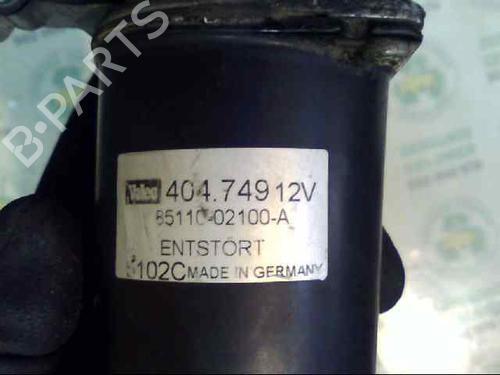 B-PARTS
Valeo 404.749 12V
85110-02100-A
ENTSTÖRT
102C MADE IN GERMANY